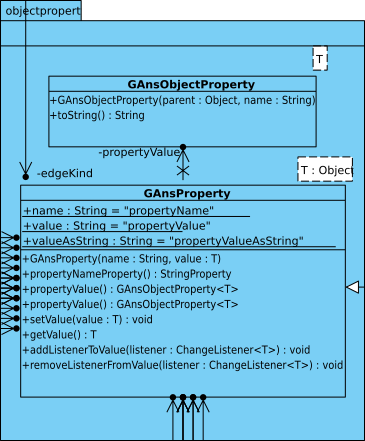 objectpropert
T
GAnsObjectProperty
+GAnsObjectProperty(parent : Object, name : String)
+toString() : String
-propertyValue
T : Object
-edgeKind
GAnsProperty
+name : String = "propertyName"
+value : String = "propertyValue"
+valueAsString : String = "propertyValueAsString"
+GAnsProperty(name : String, value : T)
+propertyNameProperty() : StringProperty
+propertyValue() : GAnsObjectProperty<T>
+propertyValue() : GAnsObjectProperty<T>
+setValue(value : T) : void
+getValue() : T
+addListenerToValue(listener : ChangeListener<T>) : void
+removeListenerFromValue(listener : ChangeListener<T>) : void